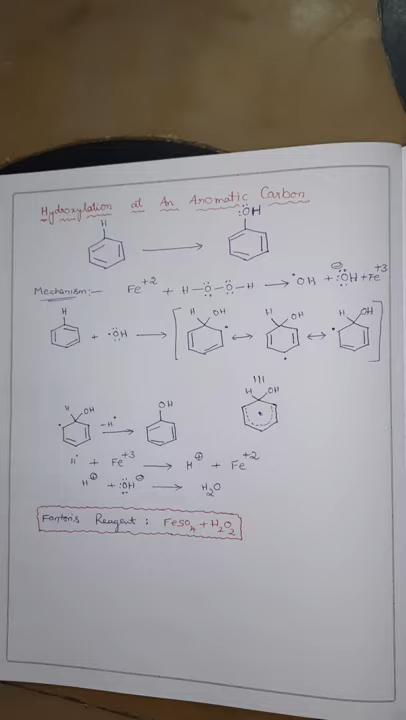 Hydroxylation at An Aromatic Carbon
H :ÖH
Mechanism:- Fe+2 + H-O-O-H → •OH + :ÖH⊖ + Fe+3
H + •ÖH → [ H OH • ↔ H OH • ↔ H OH • ]
H OH
H OH • -H• → OH
H• + Fe+3 → H⊕ + Fe+2
H⊕ + :ÖH⊖ → H2O
Fenton's Reagent : FeSO4 + H2O2